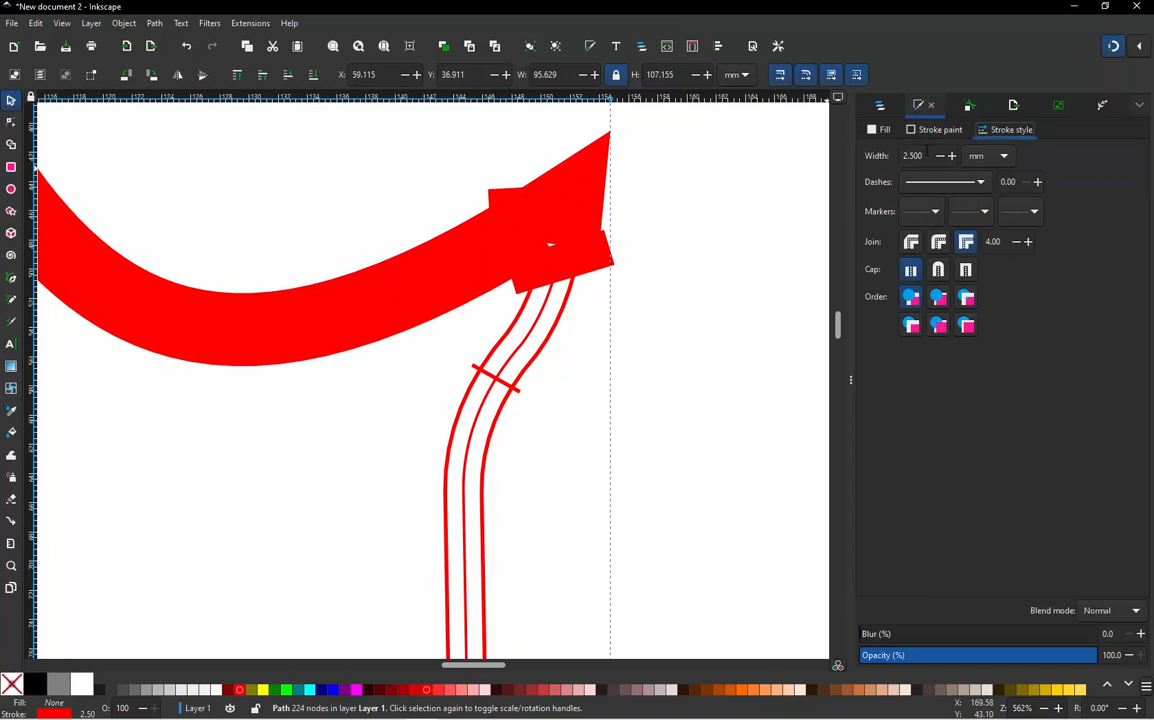 *New document 2 - Inkscape
File Edit View Layer Object Path Text Filters Extensions Help
X: 59.115 Y: 36.911 W: 95.629 H: 107.155 mm
Fill Stroke paint Stroke style
Width: 2.500 mm
Dashes: 0.00
Markers:
Join: 4.00
Cap:
Order:
Blend mode: Normal
Blur (%) 0.0
Opacity (%) 100.0
Fill: None O: 100 Layer 1 Path 224 nodes in layer Layer 1. Click selection again to toggle scale/rotation handles. X: 169.58 Z: 562% R: 0.00°
Stroke: 2.50 Y: 43.10